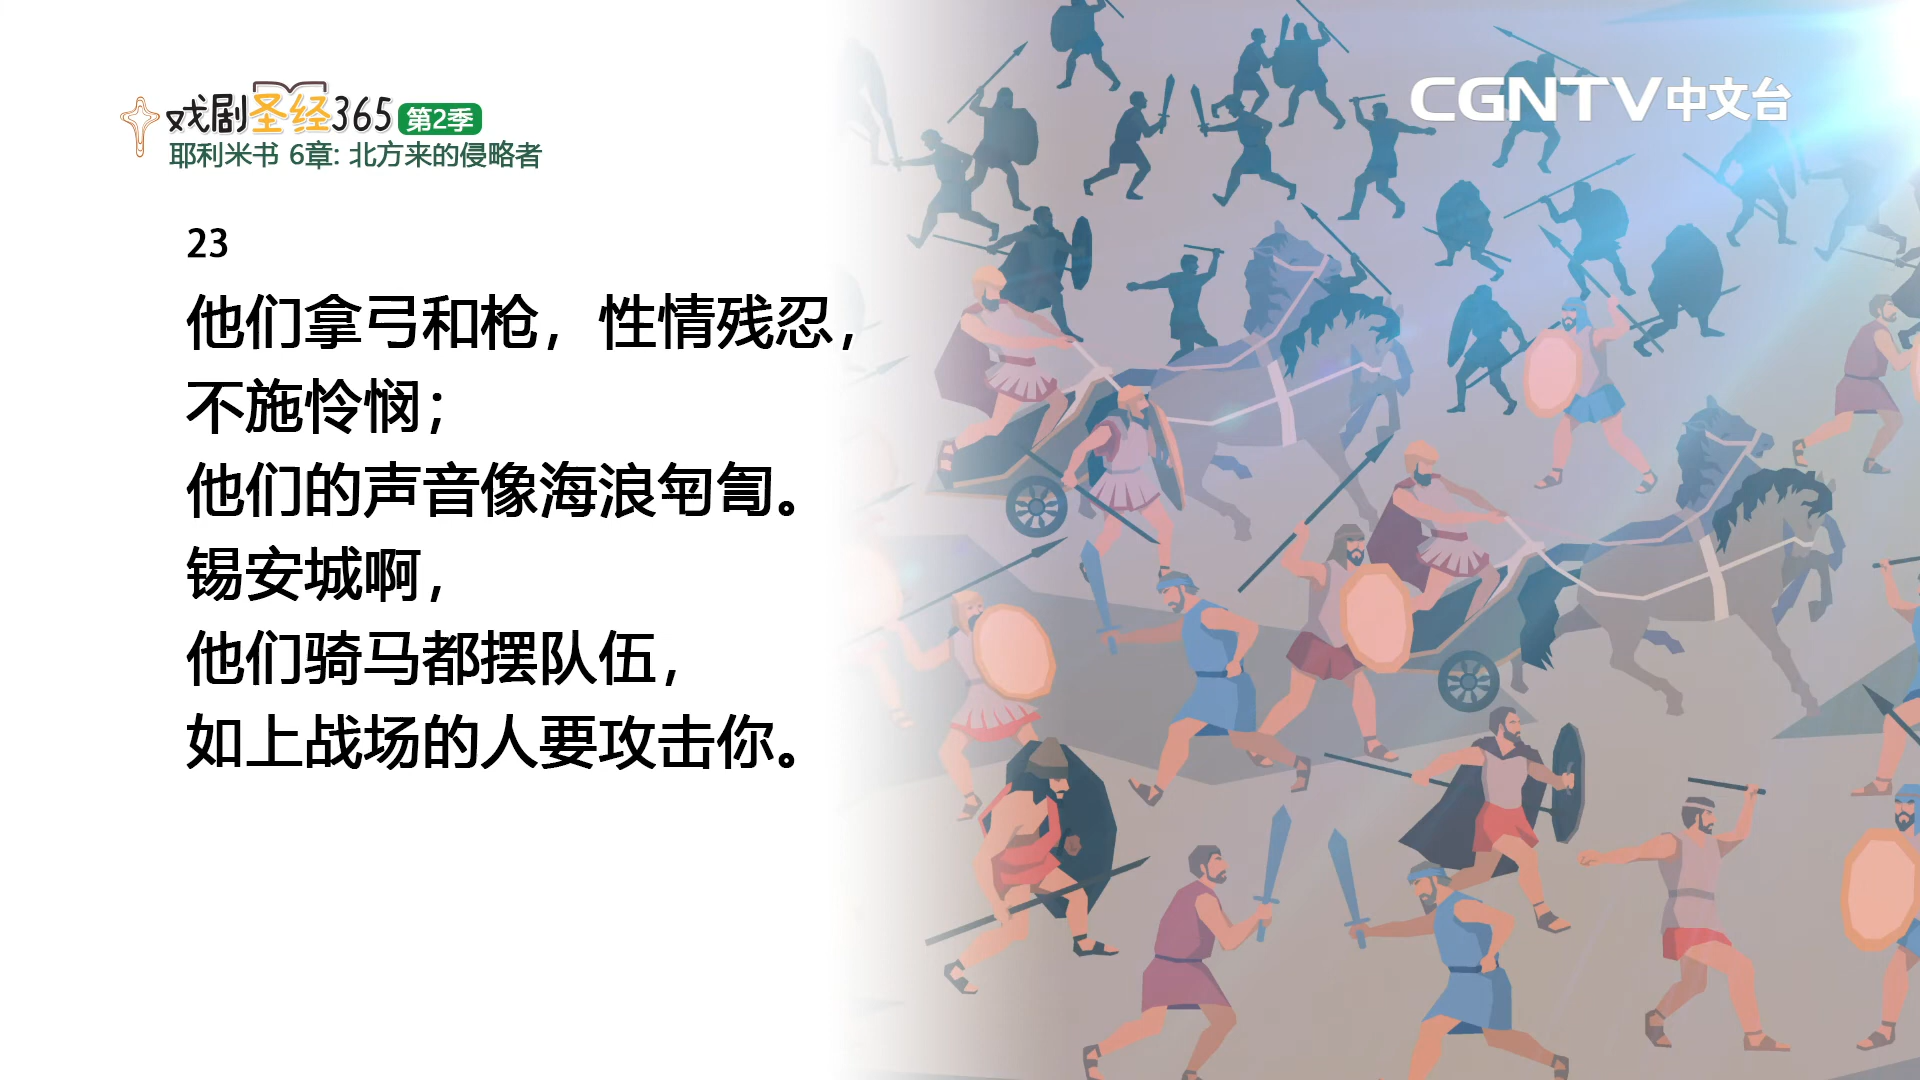 戏剧圣经365 第2季
CGNTV中文台
耶利米书 6章: 北方来的侵略者
23
他们拿弓和枪，性情残忍，
不施怜悯；
他们的声音像海浪匉訇。
锡安城啊，
他们骑马都摆队伍，
如上战场的人要攻击你。